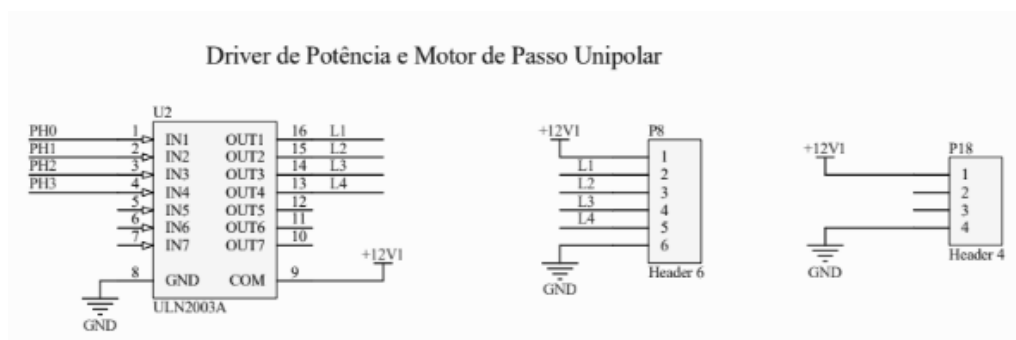 Driver de Potência e Motor de Passo Unipolar
U2
PH0 1 IN1 OUT1 16 L1
PH1 2 IN2 OUT2 15 L2
PH2 3 IN3 OUT3 14 L3
PH3 4 IN4 OUT4 13 L4
5 IN5 OUT5 12
6 IN6 OUT6 11
7 IN7 OUT7 10
+12V1
8 GND COM 9
ULN2003A
GND
+12V1 P8
1
L1 2
L2 3
L3 4
L4 5
6
Header 6
GND
+12V1 P18
1
2
3
4
Header 4
GND